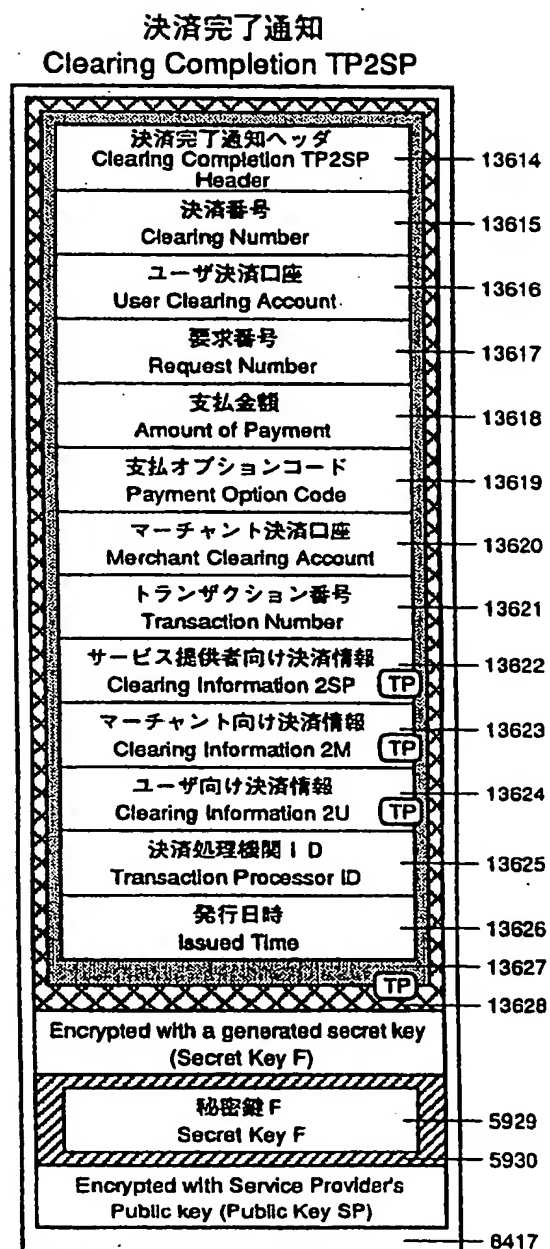 決済完了通知
Clearing Completion TP2SP
決済完了通知ヘッダ
Clearing Completion TP2SP
Header
13614
決済番号
Clearing Number
13615
ユーザ決済口座
User Clearing Account
13616
要求番号
Request Number
13617
支払金額
Amount of Payment
13618
支払オプションコード
Payment Option Code
13619
マーチャント決済口座
Merchant Clearing Account
13620
トランザクション番号
Transaction Number
13621
サービス提供者向け決済情報
Clearing Information 2SP
TP
13622
マーチャント向け決済情報
Clearing Information 2M
TP
13623
ユーザ向け決済情報
Clearing Information 2U
TP
13624
決済処理機関ID
Transaction Processor ID
13625
発行日時
Issued Time
13626
13627
TP
13628
Encrypted with a generated secret key
(Secret Key F)
秘密鍵F
Secret Key F
5929
5930
Encrypted with Service Provider's
Public key (Public Key SP)
8417